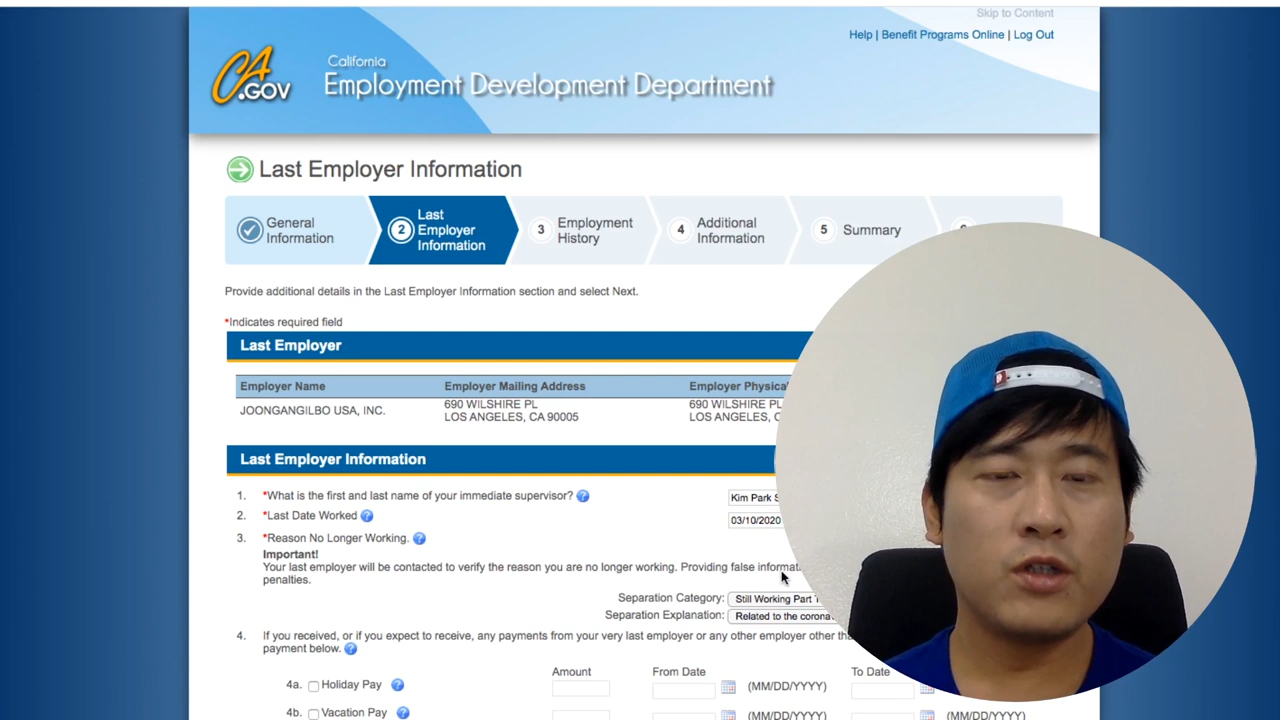 Skip to Content
Help | Benefit Programs Online | Log Out
CA
.GOV
California
Employment Development Department
Last Employer Information
General Information
2 Last Employer Information
3 Employment History
4 Additional Information
5 Summary
Provide additional details in the Last Employer Information section and select Next.
*Indicates required field
Last Employer
Employer Name Employer Mailing Address Employer
JOONGANGILBO USA, INC. 690 WILSHIRE PL 690 WILSHIRE PL
LOS ANGELES, CA 90005 LOS ANGELES,
Last Employer Information
1. *What is the first and last name of your immediate supervisor? ? Kim Park
2. *Last Date Worked ? 03/10/2020
3. *Reason No Longer Working. ?
Important!
Your last employer will be contacted to verify the reason you are no longer working. Providing false
penalties.
Separation Category: Still Working Part
Separation Explanation: Related to the
4. If you received, or if you expect to receive, any payments from your very last employer or any other employer other
payment below. ?
Amount From Date To Date
4a. Holiday Pay ? (MM/DD/YYYY)
4b. Vacation Pay ? (MM/DD/YYYY) (MM/DD/YYYY)